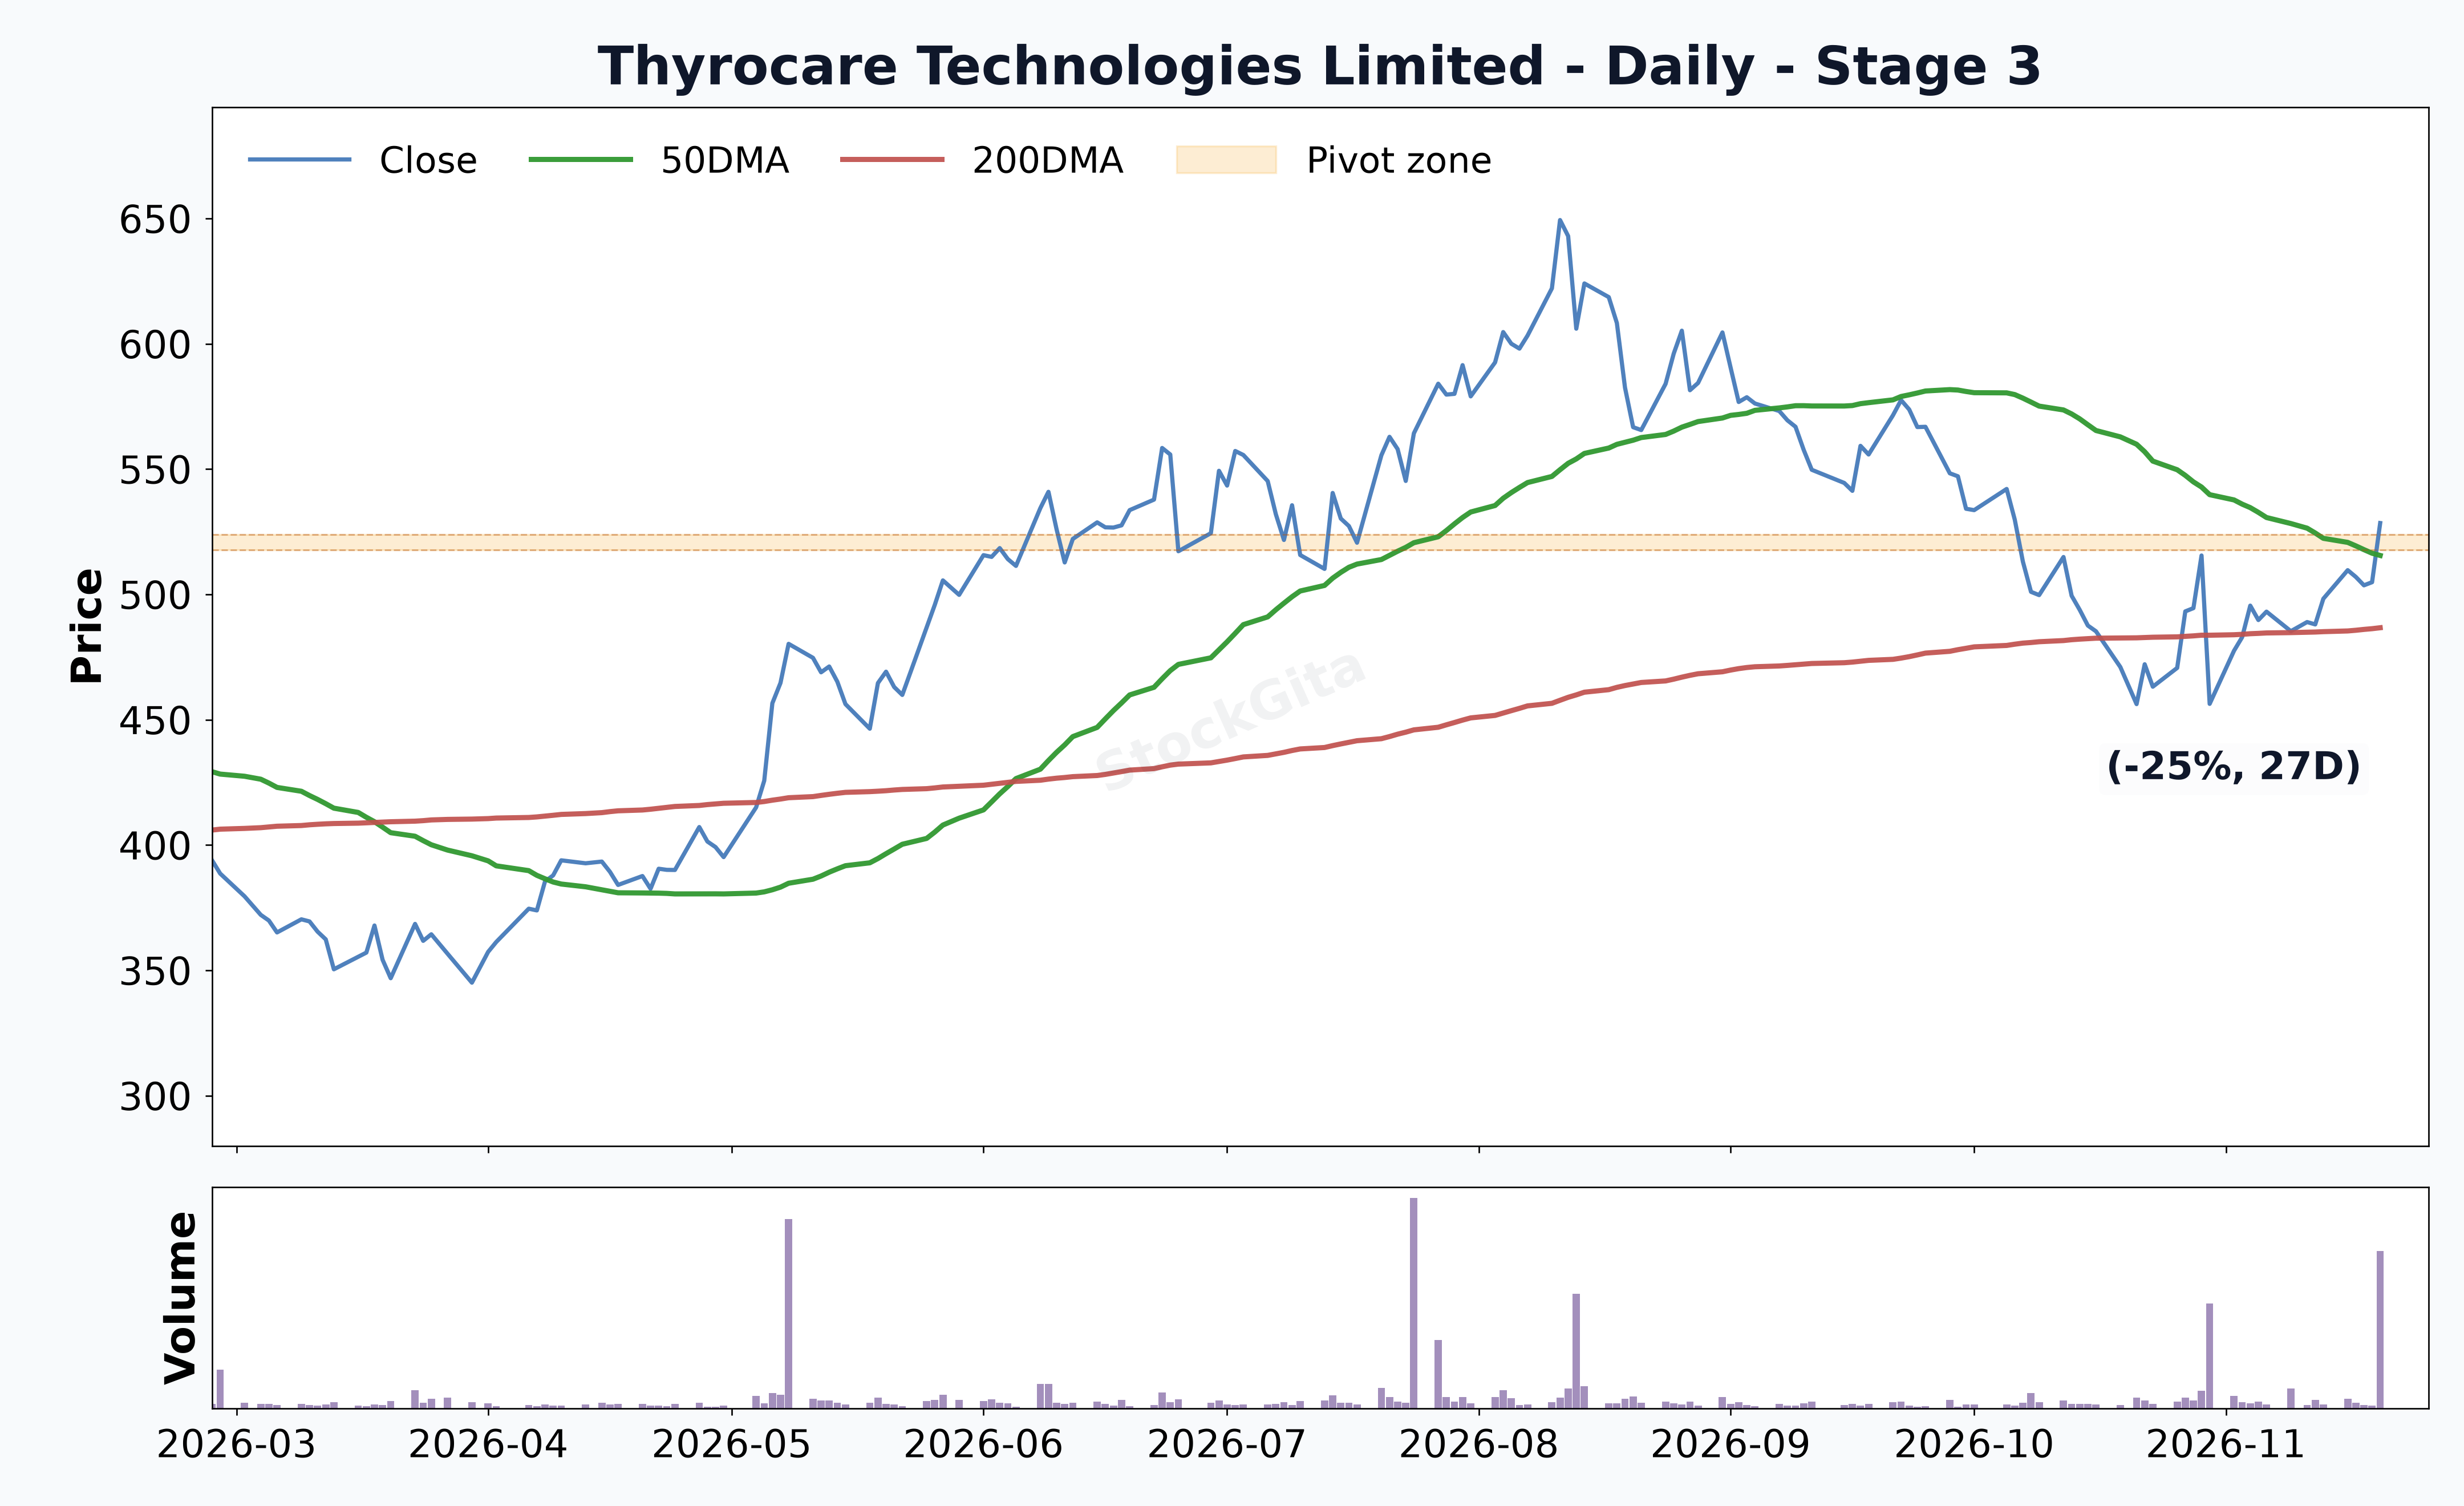 Thyrocare Technologies Limited - Daily - Stage 3
Close 50DMA 200DMA Pivot zone
650
600
550
500
450
400
350
300
Price
StockGita
(-25%, 27D)
Volume
2026-03 2026-04 2026-05 2026-06 2026-07 2026-08 2026-09 2026-10 2026-11